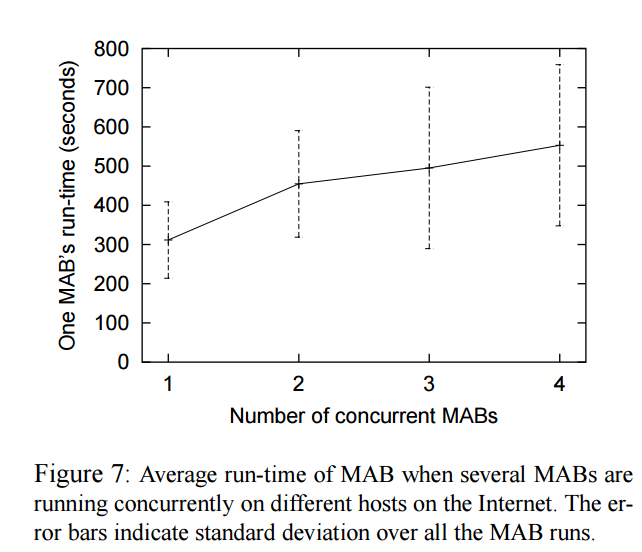 800
700
600
500
400
300
200
100
0
One MAB's run-time (seconds)
1 2 3 4
Number of concurrent MABs
Figure 7: Average run-time of MAB when several MABs are
running concurrently on different hosts on the Internet. The er-
ror bars indicate standard deviation over all the MAB runs.